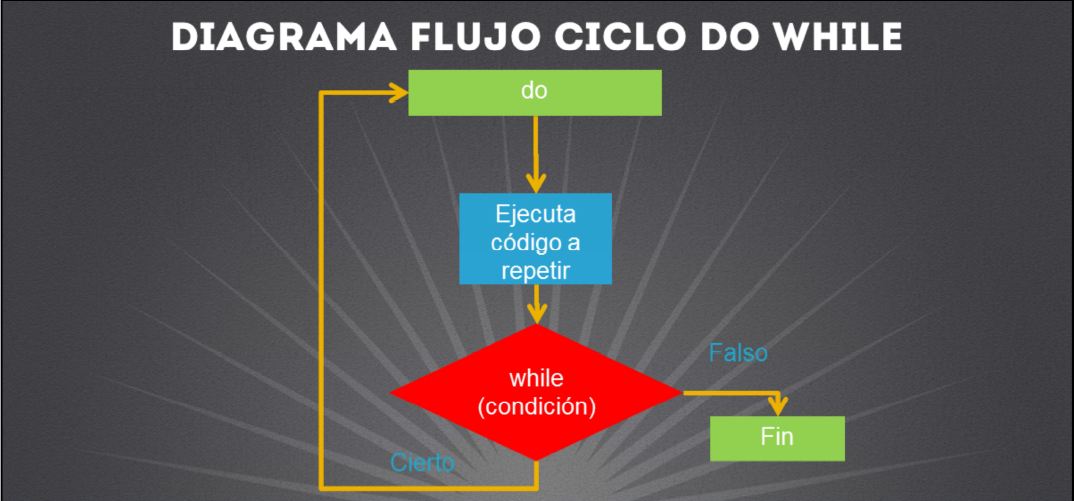 DIAGRAMA FLUJO CICLO DO WHILE
do
Ejecuta
código a
repetir
while
(condición)
Falso
Fin
Cierto